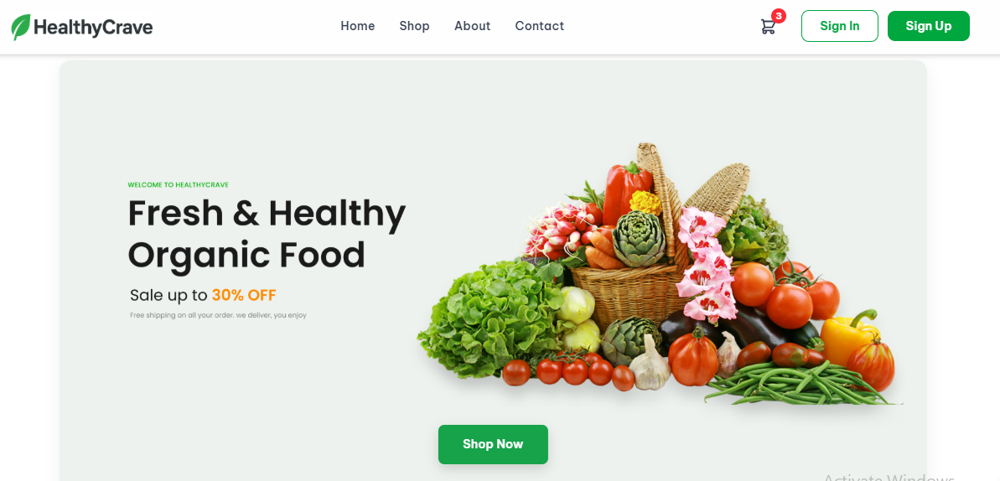 HealthyCrave
Home Shop About Contact
3
Sign In
Sign Up
WELCOME TO HEALTHYCRAVE
Fresh & Healthy
Organic Food
Sale up to 30% OFF
Free shipping on all your order. we deliver, you enjoy
Shop Now
Activate Windows